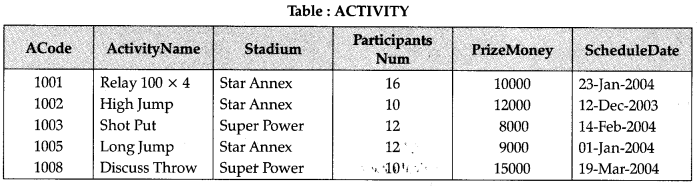 Table : ACTIVITY
ACode ActivityName Stadium Participants Num PrizeMoney ScheduleDate
1001 Relay 100 × 4 Star Annex 16 10000 23-Jan-2004
1002 High Jump Star Annex 10 12000 12-Dec-2003
1003 Shot Put Super Power 12 8000 14-Feb-2004
1005 Long Jump Star Annex 12 9000 01-Jan-2004
1008 Discuss Throw Super Power 10 15000 19-Mar-2004